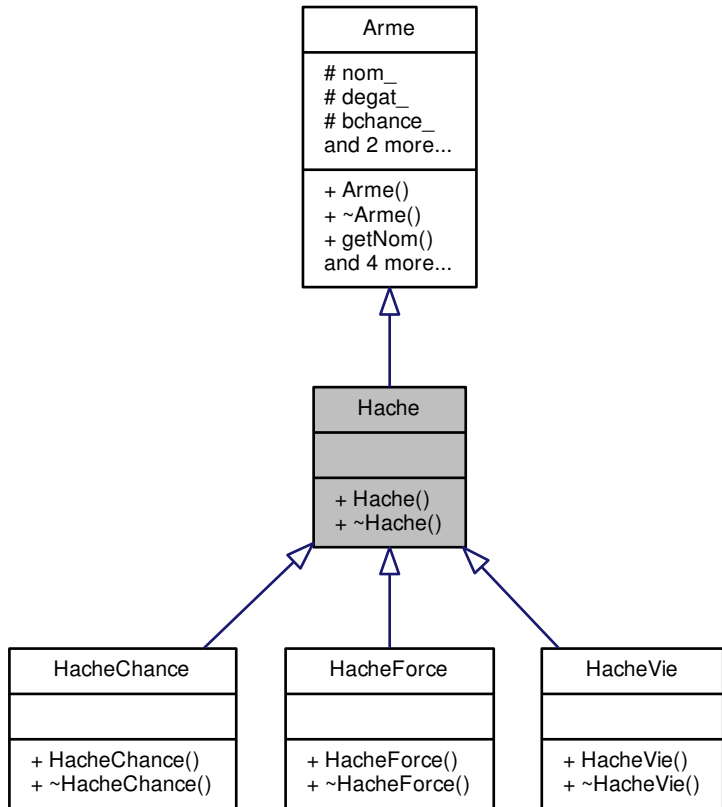 Arme
# nom_
# degat_
# bchance_
and 2 more...
+ Arme()
+ ~Arme()
+ getNom()
and 4 more...
Hache
+ Hache()
+ ~Hache()
HacheChance
+ HacheChance()
+ ~HacheChance()
HacheForce
+ HacheForce()
+ ~HacheForce()
HacheVie
+ HacheVie()
+ ~HacheVie()